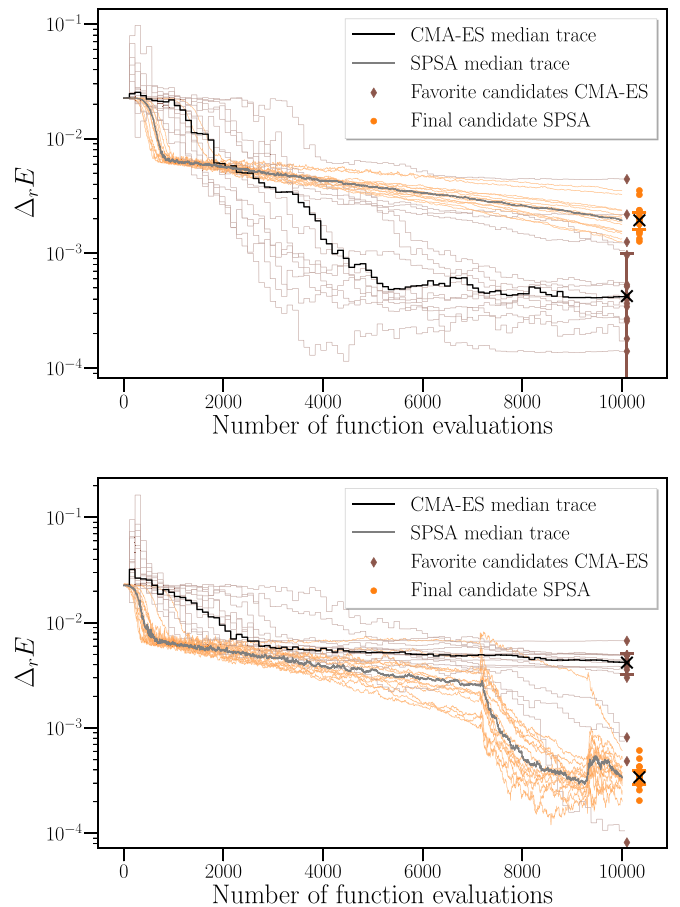 10⁻¹
10⁻²
10⁻³
10⁻⁴
ΔᵣE
CMA-ES median trace
SPSA median trace
Favorite candidates CMA-ES
Final candidate SPSA
0 2000 4000 6000 8000 10000
Number of function evaluations
10⁻¹
10⁻²
10⁻³
10⁻⁴
ΔᵣE
CMA-ES median trace
SPSA median trace
Favorite candidates CMA-ES
Final candidate SPSA
0 2000 4000 6000 8000 10000
Number of function evaluations